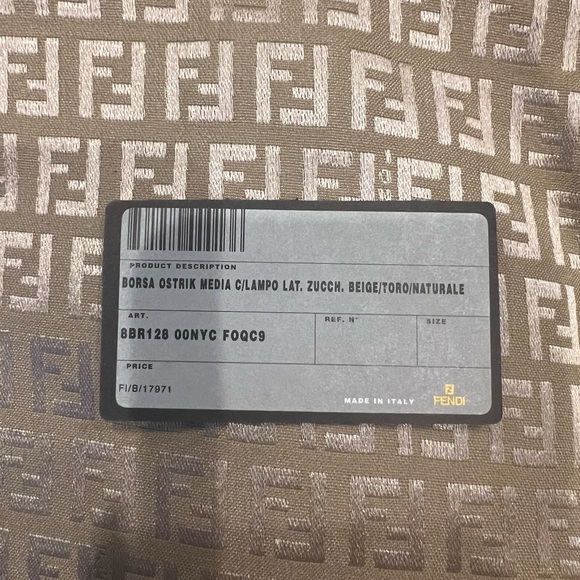 PRODUCT DESCRIPTION
BORSA OSTRIK MEDIA C/LAMPO LAT. ZUCCH. BEIGE/TORO/NATURALE
ART.
REF. N°
SIZE
8BR128 00NYC F0QC9
PRICE
FI/B/17971
MADE IN ITALY
FENDI